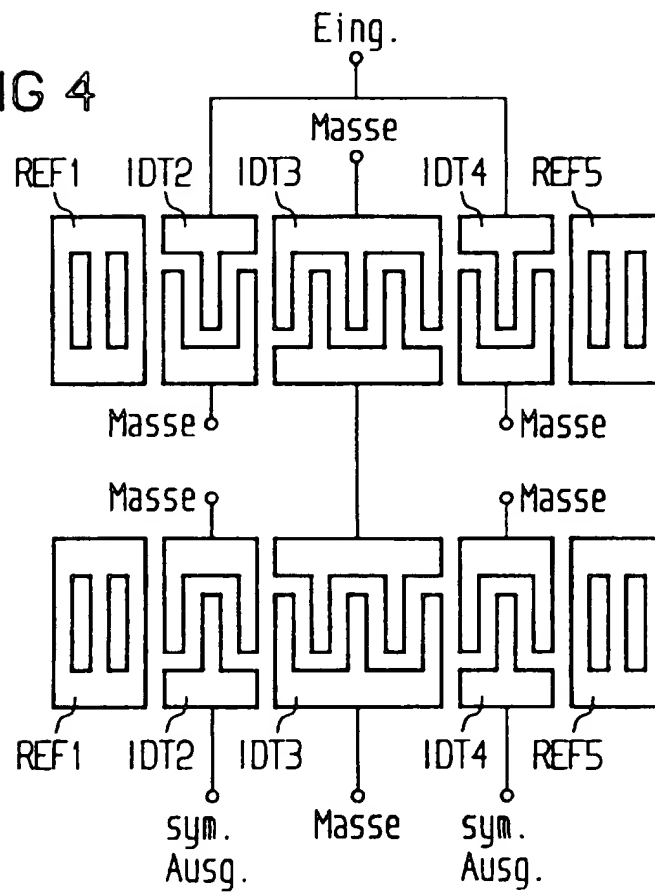 Eing.
IG 4
Masse
REF1 IDT2 IDT3 IDT4 REF5
Masse Masse
Masse Masse
REF1 IDT2 IDT3 IDT4 REF5
sym. Masse sym.
Ausg. Ausg.